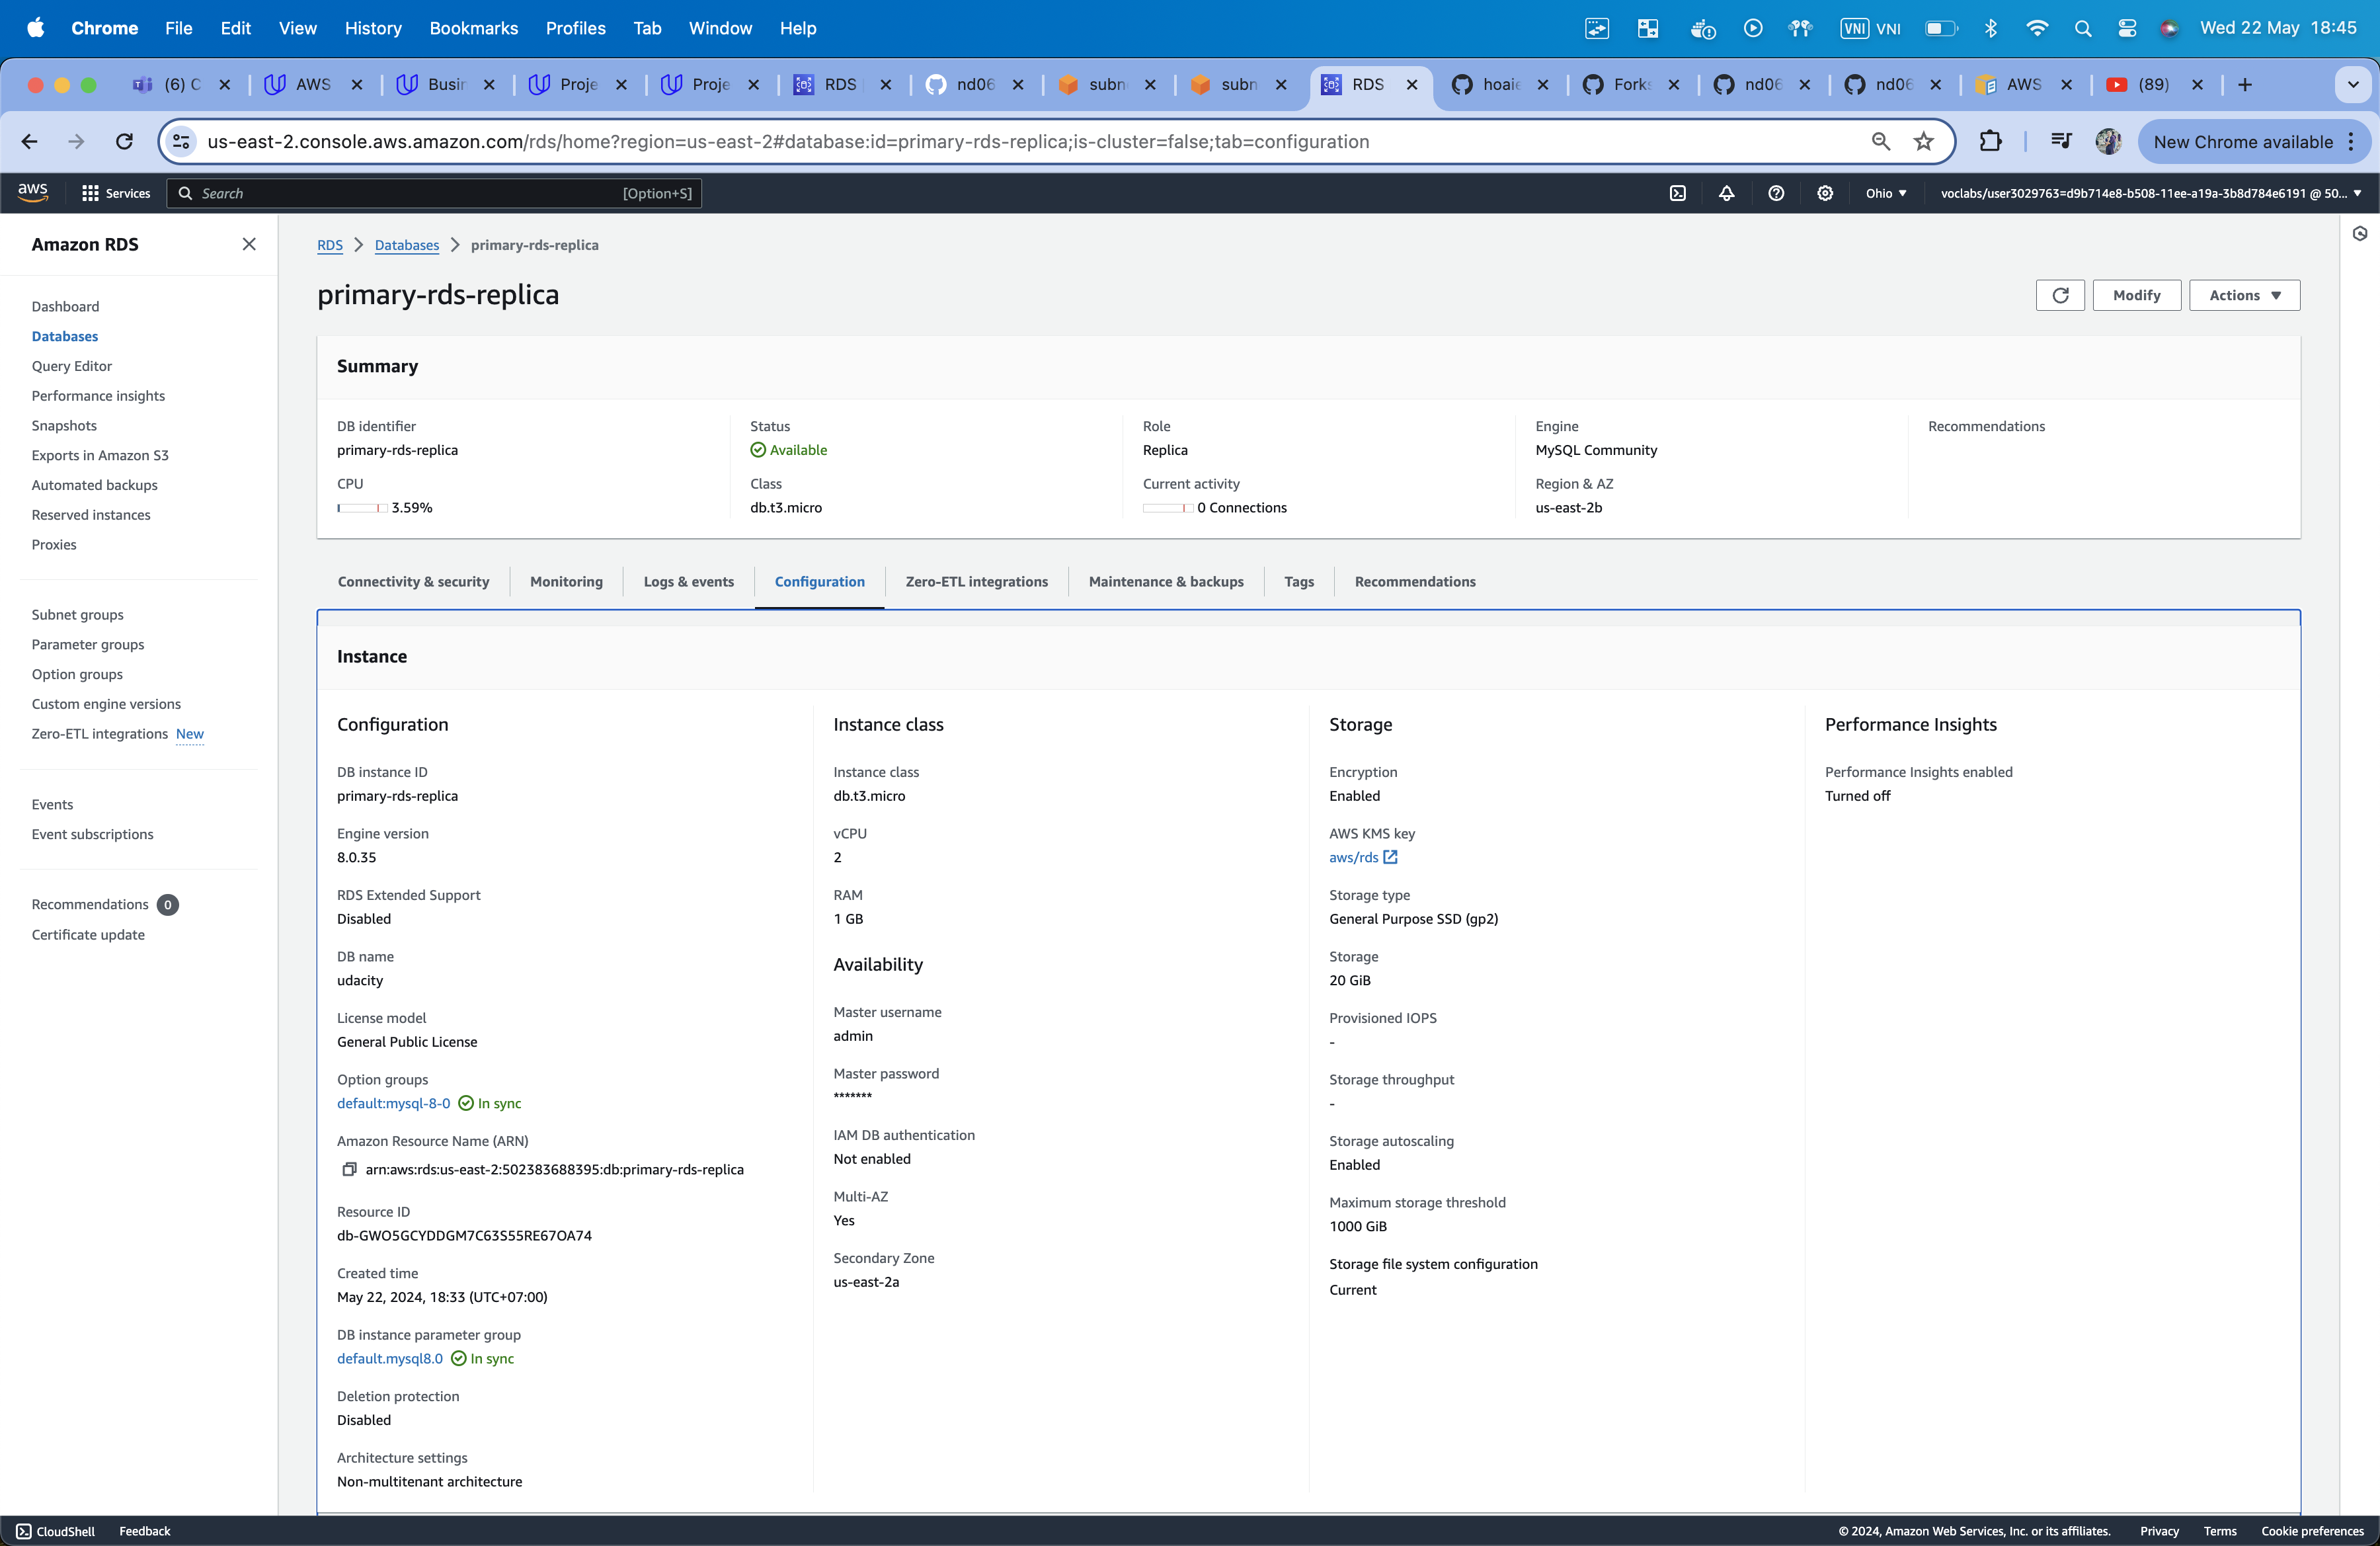 Chrome File Edit View History Bookmarks Profiles Tab Window Help VNI VNI Wed 22 May 18:45
(6) C AWS Busin Proje Proje RDS nd06 subn subn RDS hoaie Forks nd06 nd06 AWS (89)
us-east-2.console.aws.amazon.com/rds/home?region=us-east-2#database:id=primary-rds-replica;is-cluster=false;tab=configuration New Chrome available
aws Services Search [Option+S] Ohio voclabs/user3029763=d9b714e8-b508-11ee-a19a-3b8d784e6191 @ 50...
Amazon RDS
Dashboard
Databases
Query Editor
Performance insights
Snapshots
Exports in Amazon S3
Automated backups
Reserved instances
Proxies
Subnet groups
Parameter groups
Option groups
Custom engine versions
Zero-ETL integrations New
Events
Event subscriptions
Recommendations 0
Certificate update
RDS > Databases > primary-rds-replica
primary-rds-replica
Modify Actions
Summary
DB identifier
primary-rds-replica
CPU
3.59%
Status
Available
Class
db.t3.micro
Role
Replica
Current activity
0 Connections
Engine
MySQL Community
Region & AZ
us-east-2b
Recommendations
Connectivity & security Monitoring Logs & events Configuration Zero-ETL integrations Maintenance & backups Tags Recommendations
Instance
Configuration
DB instance ID
primary-rds-replica
Engine version
8.0.35
RDS Extended Support
Disabled
DB name
udacity
License model
General Public License
Option groups
default:mysql-8-0 In sync
Amazon Resource Name (ARN)
arn:aws:rds:us-east-2:502383688395:db:primary-rds-replica
Resource ID
db-GWO5GCYDDGM7C63S55RE67OA74
Created time
May 22, 2024, 18:33 (UTC+07:00)
DB instance parameter group
default.mysql8.0 In sync
Deletion protection
Disabled
Architecture settings
Non-multitenant architecture
Instance class
Instance class
db.t3.micro
vCPU
2
RAM
1 GB
Availability
Master username
admin
Master password
*******
IAM DB authentication
Not enabled
Multi-AZ
Yes
Secondary Zone
us-east-2a
Storage
Encryption
Enabled
AWS KMS key
aws/rds
Storage type
General Purpose SSD (gp2)
Storage
20 GiB
Provisioned IOPS
-
Storage throughput
-
Storage autoscaling
Enabled
Maximum storage threshold
1000 GiB
Storage file system configuration
Current
Performance Insights
Performance Insights enabled
Turned off
CloudShell Feedback © 2024, Amazon Web Services, Inc. or its affiliates. Privacy Terms Cookie preferences